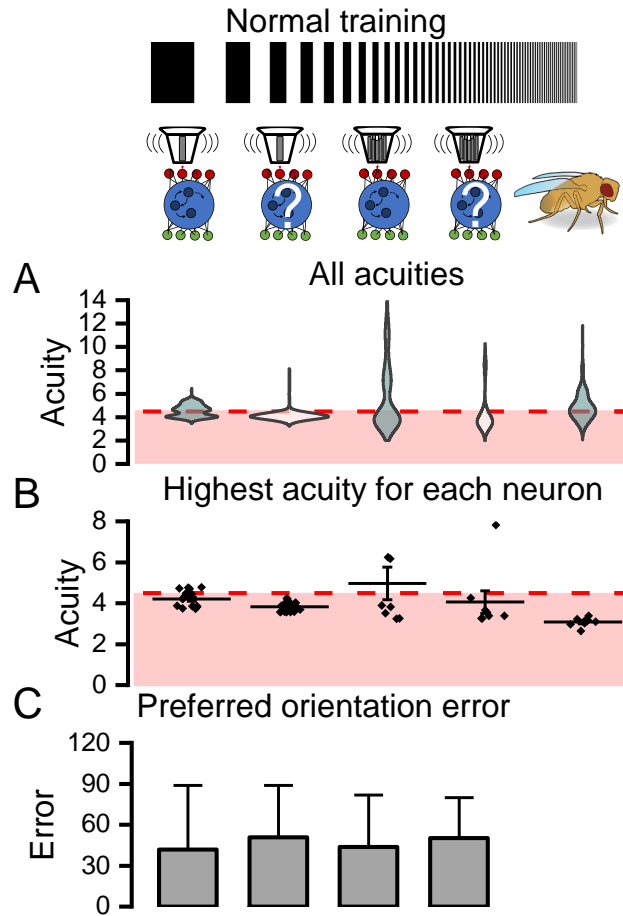 Normal training
? ?
A All acuities
Acuity
14
12
10
8
6
4
2
0
B Highest acuity for each neuron
Acuity
8
6
4
2
0
C Preferred orientation error
Error
120
90
60
30
0